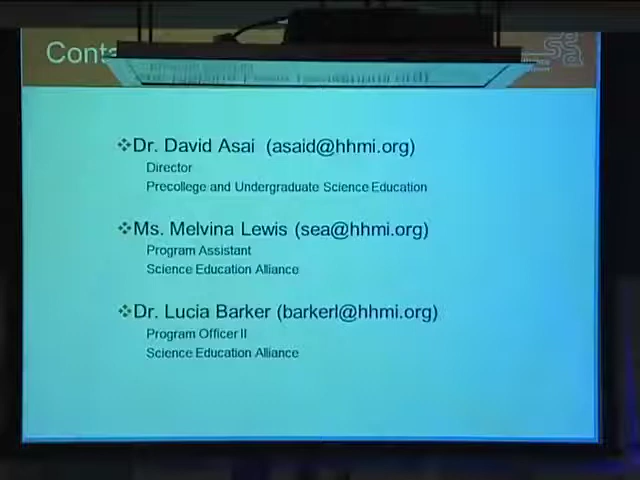 Conta
❖Dr. David Asai (asaid@hhmi.org)
Director
Precollege and Undergraduate Science Education
❖Ms. Melvina Lewis (sea@hhmi.org)
Program Assistant
Science Education Alliance
❖Dr. Lucia Barker (barkerl@hhmi.org)
Program Officer II
Science Education Alliance